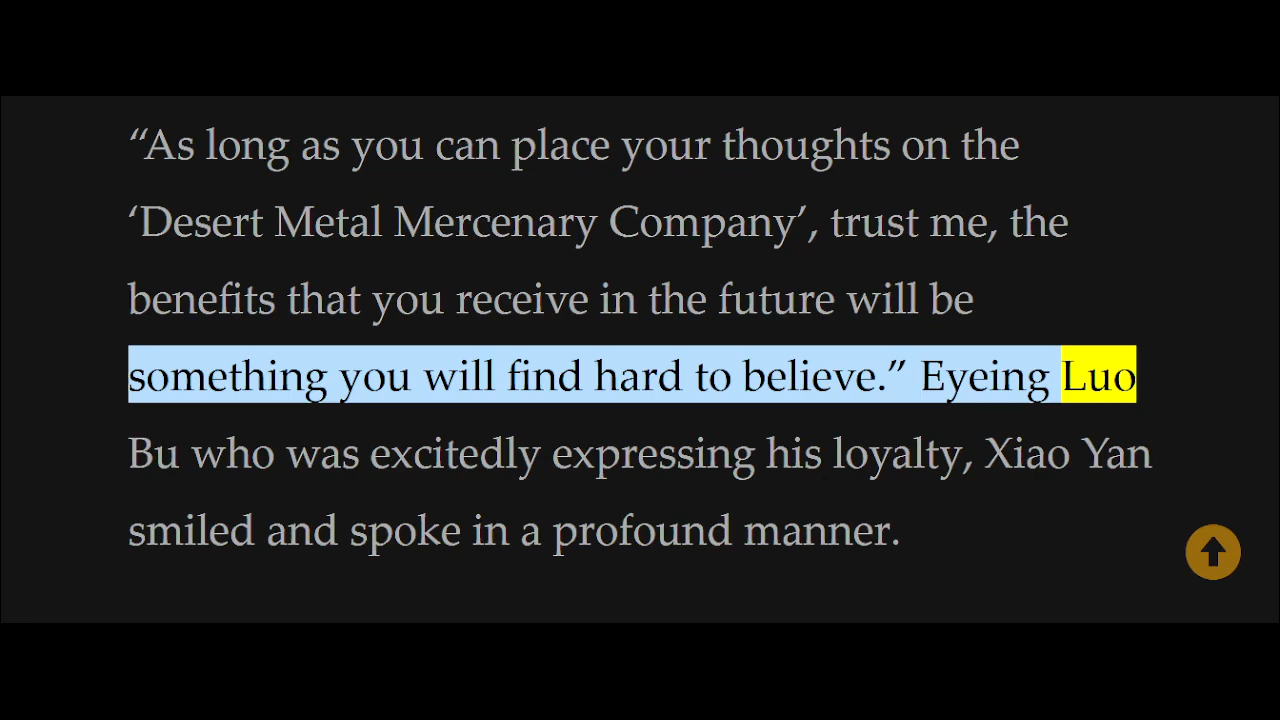 “As long as you can place your thoughts on the
‘Desert Metal Mercenary Company’, trust me, the
benefits that you receive in the future will be
something you will find hard to believe.” Eyeing Luo
Bu who was excitedly expressing his loyalty, Xiao Yan
smiled and spoke in a profound manner.